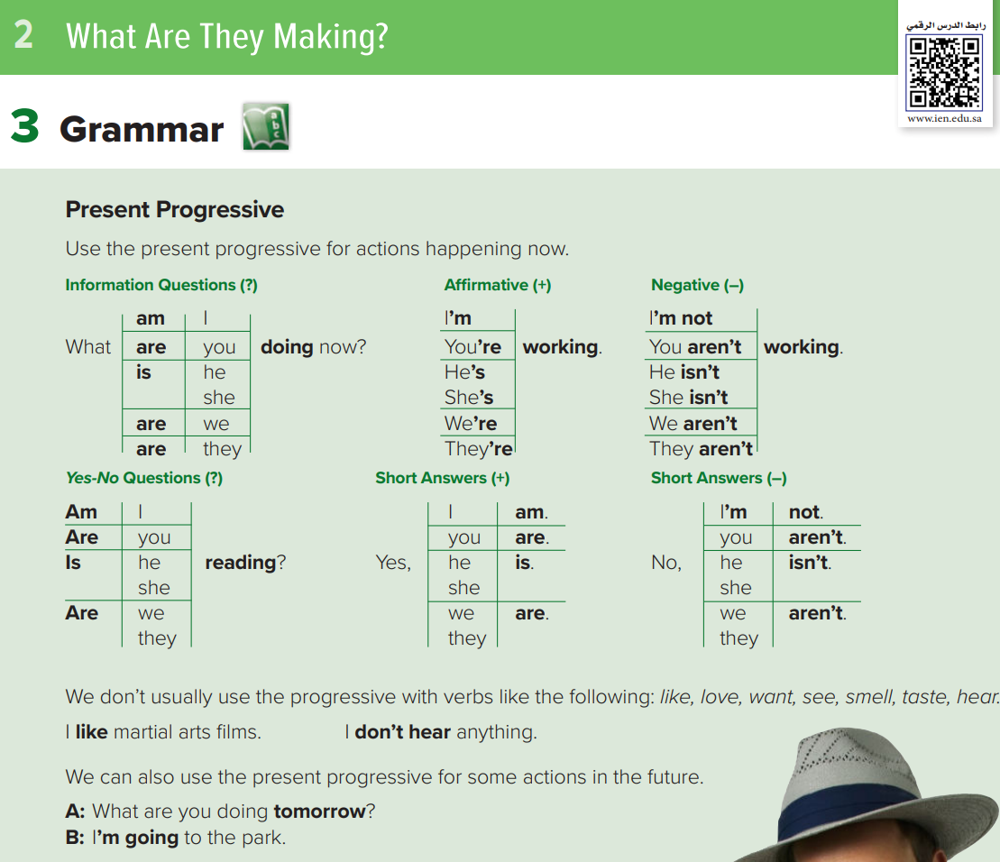 2 What Are They Making?
رابط الدرس الرقمي
www.ien.edu.sa
3 Grammar
a b c
Present Progressive
Use the present progressive for actions happening now.
Information Questions (?) Affirmative (+) Negative (–)
am I I’m I’m not
What are you doing now? You’re working. You aren’t working.
is he He’s He isn’t
she She’s She isn’t
are we We’re We aren’t
are they They’re They aren’t
Yes-No Questions (?) Short Answers (+) Short Answers (–)
Am I I am. I’m not.
Are you you are. you aren’t.
Is he reading? Yes, he is. No, he isn’t.
she she she
Are we we are. we aren’t.
they they they
We don’t usually use the progressive with verbs like the following: like, love, want, see, smell, taste, hear.
I like martial arts films. I don’t hear anything.
We can also use the present progressive for some actions in the future.
A: What are you doing tomorrow?
B: I’m going to the park.